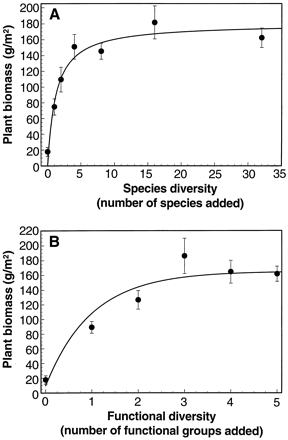 A
Plant biomass (g/m²)
200
180
160
140
120
100
80
60
40
20
0
0 5 10 15 20 25 30 35
Species diversity
(number of species added)
B
Plant biomass (g/m²)
220
200
180
160
140
120
100
80
60
40
20
0
0 1 2 3 4 5
Functional diversity
(number of functional groups added)